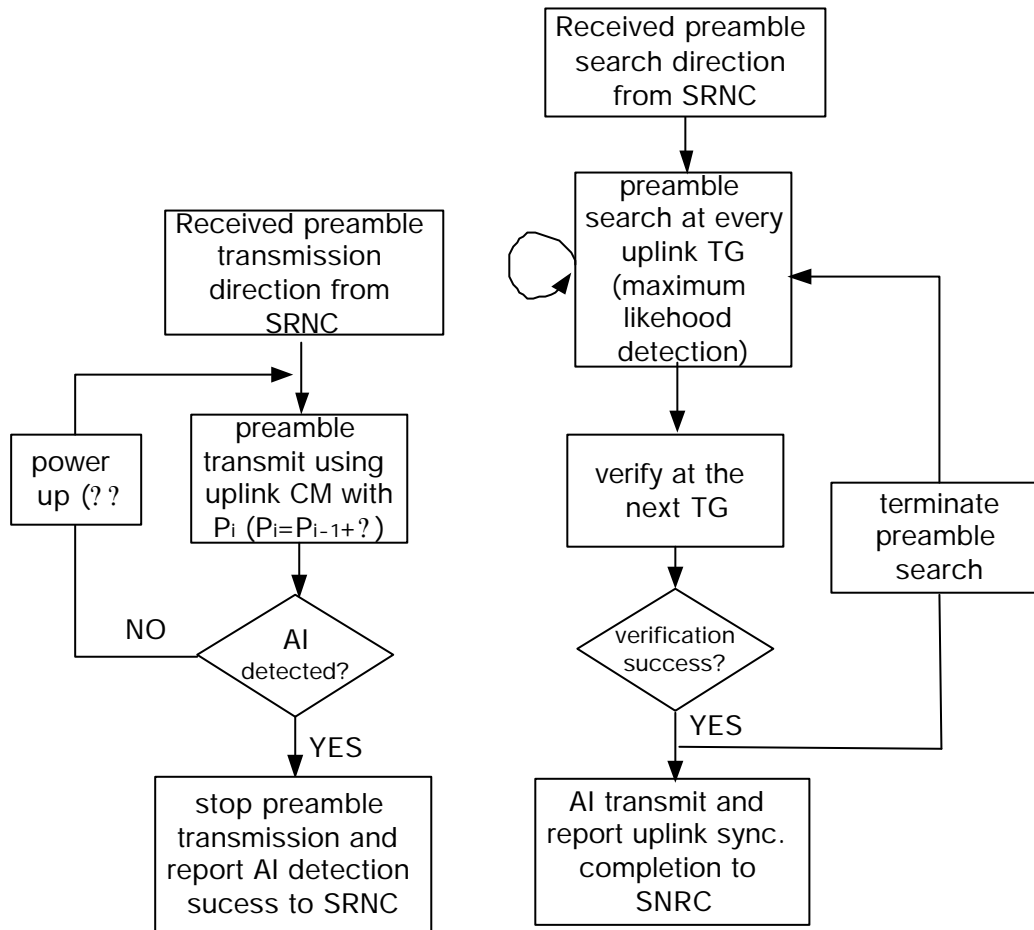 Received preamble
transmission
direction from
SRNC
preamble
transmit using
uplink CM with
Pi (Pi=Pi-1+?)
power
up (??
AI
detected?
NO
YES
stop preamble
transmission and
report AI detection
sucess to SRNC
Received preamble
search direction
from SRNC
preamble
search at every
uplink TG
(maximum
likehood
detection)
verify at the
next TG
verification
success?
YES
terminate
preamble
search
AI transmit and
report uplink sync.
completion to
SNRC